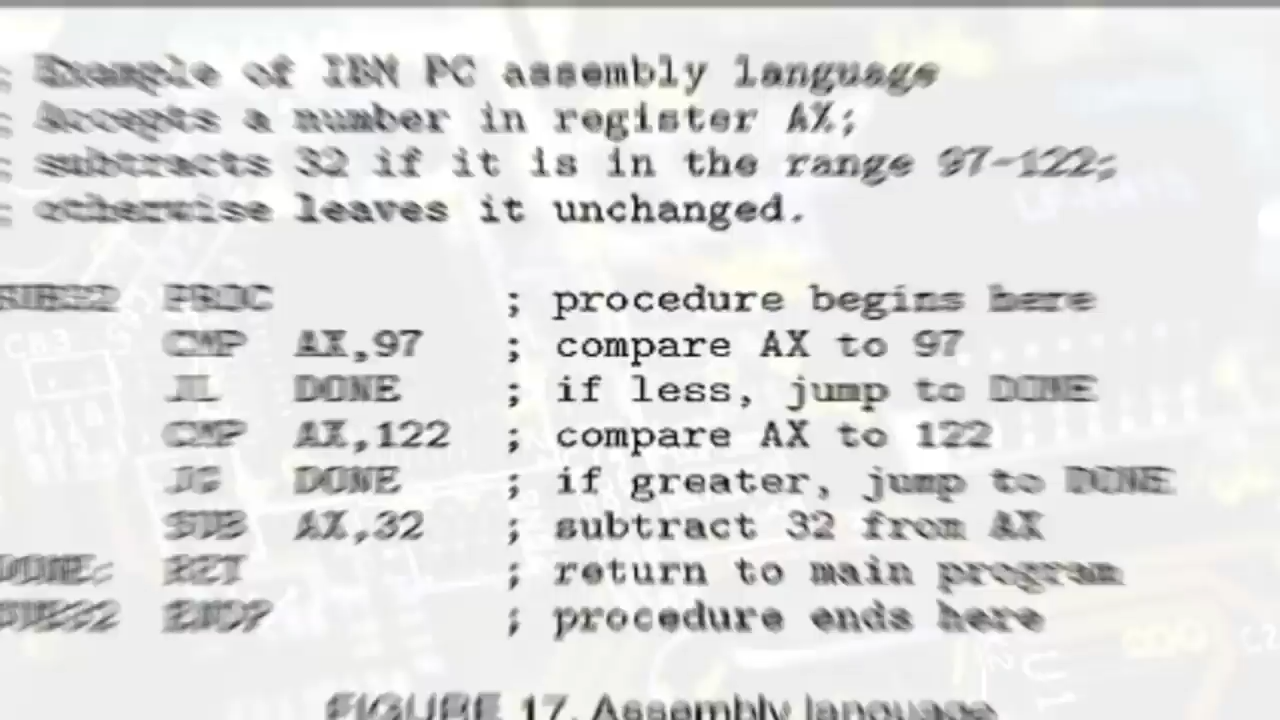 ; Example of IBM PC assembly language
; Accepts a number in register AX;
; subtracts 32 if it is in the range 97-122;
; otherwise leaves it unchanged.
SUB32 PROC ; procedure begins here
CMP AX,97 ; compare AX to 97
JL DONE ; if less, jump to DONE
CMP AX,122 ; compare AX to 122
JG DONE ; if greater, jump to DONE
SUB AX,32 ; subtract 32 from AX
DONE: RET ; return to main program
SUB32 ENDP ; procedure ends here
FIGURE 17. Assembly language
CR3